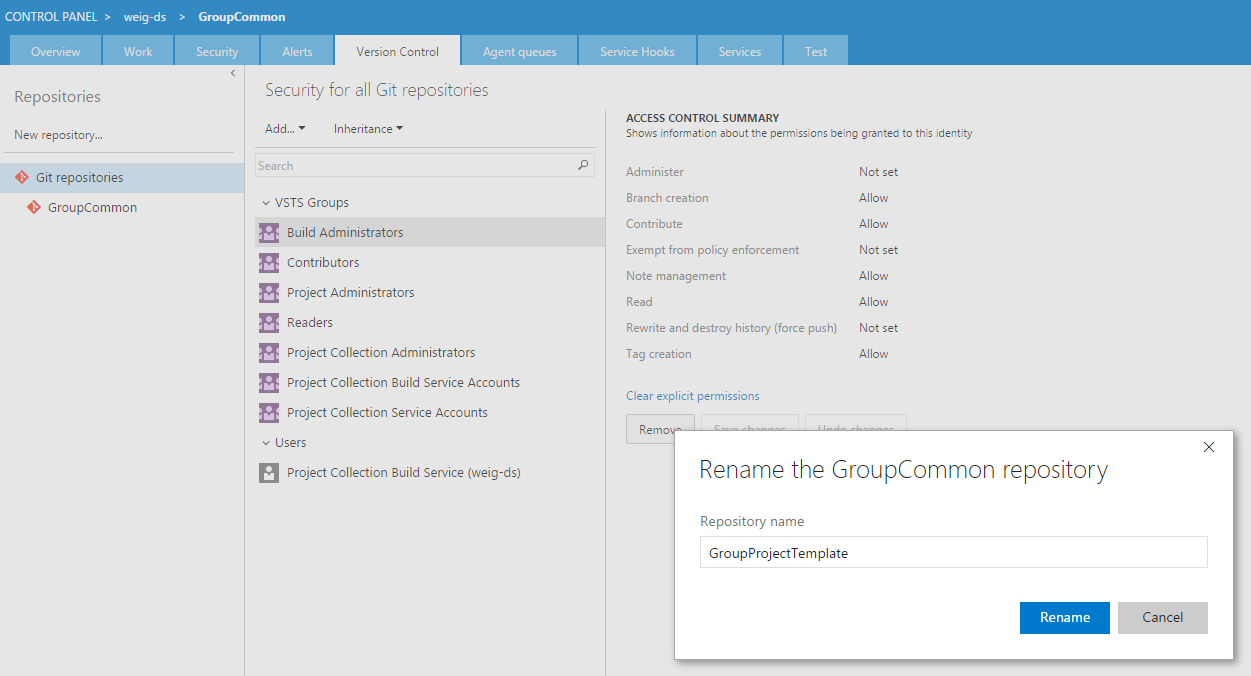 CONTROL PANEL > weig-ds > GroupCommon
Overview Work Security Alerts Version Control Agent queues Service Hooks Services Test
Repositories
New repository...
Git repositories
GroupCommon
Security for all Git repositories
Add... Inheritance
Search
VSTS Groups
Build Administrators
Contributors
Project Administrators
Readers
Project Collection Administrators
Project Collection Build Service Accounts
Project Collection Service Accounts
Users
Project Collection Build Service (weig-ds)
ACCESS CONTROL SUMMARY
Shows information about the permissions being granted to this identity
Administer Not set
Branch creation Allow
Contribute Allow
Exempt from policy enforcement Not set
Note management Allow
Read Allow
Rewrite and destroy history (force push) Not set
Tag creation Allow
Clear explicit permissions
Remove Save changes Undo changes
Rename the GroupCommon repository
Repository name
GroupProjectTemplate
Rename Cancel